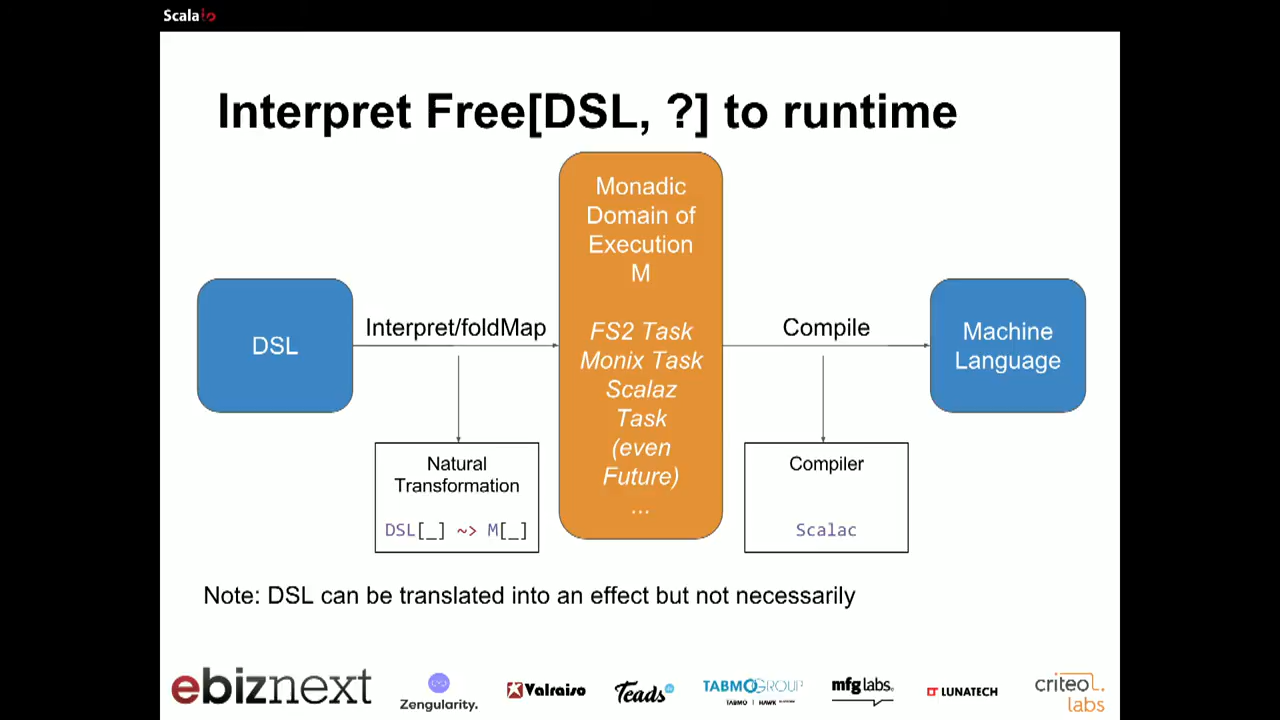 Scala io
Interpret Free[DSL, ?] to runtime
Monadic
Domain of
Execution
M
FS2 Task
Monix Task
Scalaz
Task
(even
Future)
...
DSL
Interpret/foldMap
Compile
Machine
Language
Natural
Transformation
DSL[_] ~> M[_]
Compiler
Scalac
Note: DSL can be translated into an effect but not necessarily
ebiznext
Zengularity.
Valraiso
Teads
TABMOGROUP
TABMO | HAWK
mfg labs.
LUNATECH
criteo.
labs